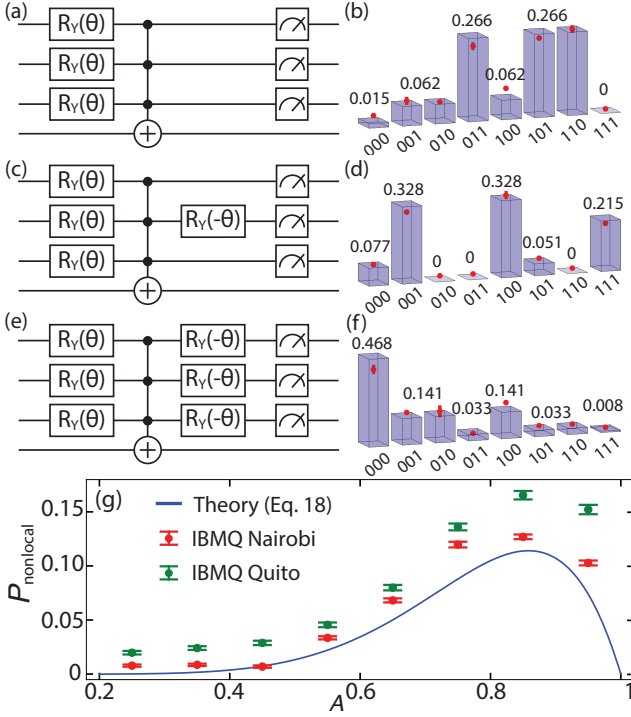 (a)
R_Y(θ)
R_Y(θ)
R_Y(θ)
(b)
0.015
0.062
0.266
0.062
0.266
0
000
001
010
011
100
101
110
111
(c)
R_Y(θ)
R_Y(θ) R_Y(-θ)
R_Y(θ)
(d)
0.077
0.328
0
0
0.328
0.051
0
0.215
000
001
010
011
100
101
110
111
(e)
R_Y(θ) R_Y(-θ)
R_Y(θ) R_Y(-θ)
R_Y(θ) R_Y(-θ)
(f)
0.468
0.141
0.033
0.141
0.033
0.008
000
001
010
011
100
101
110
111
(g)
Theory (Eq. 18)
IBMQ Nairobi
IBMQ Quito
P_nonlocal
0.15
0.10
0.05
0
0.2
0.4
0.6
0.8
1
A